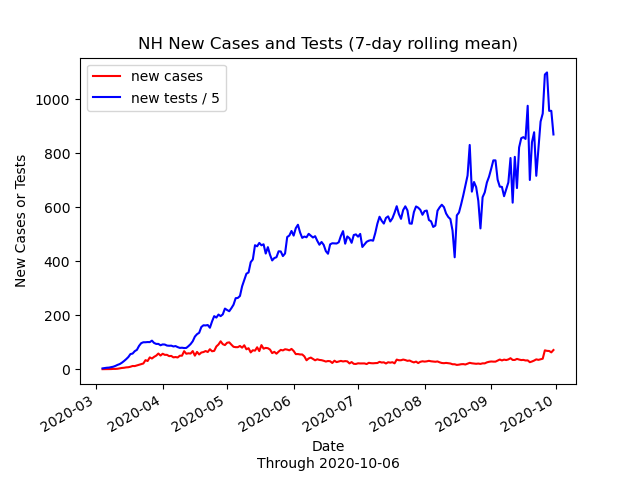 NH New Cases and Tests (7-day rolling mean)
new cases
new tests / 5
1000
800
600
400
200
0
New Cases or Tests
2020-03
2020-04
2020-05
2020-06
2020-07
2020-08
2020-09
2020-10
Date
Through 2020-10-06